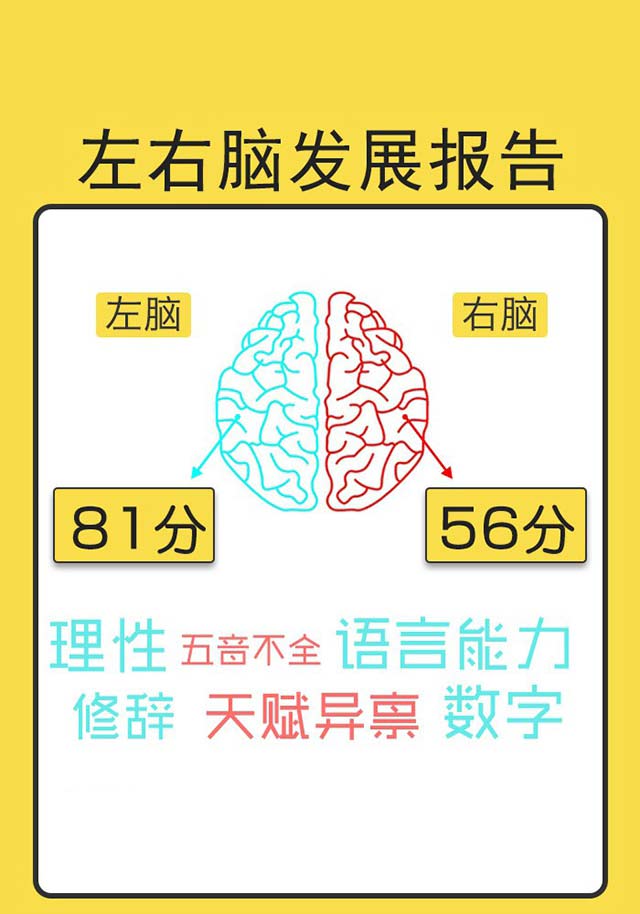 左右脑发展报告
左脑 右脑
81分 56分
理性 五音不全 语言能力
修辞 天赋异禀 数字